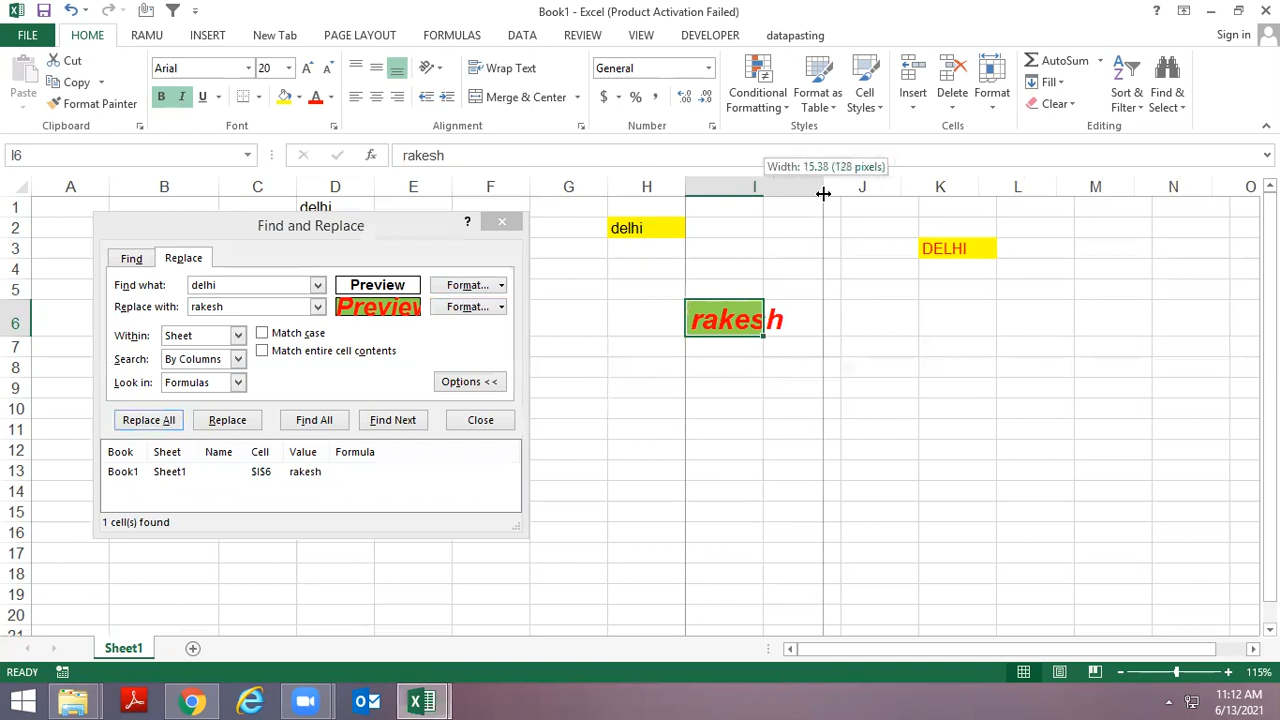 Book1 - Excel (Product Activation Failed)
FILE HOME RAMU INSERT New Tab PAGE LAYOUT FORMULAS DATA REVIEW VIEW DEVELOPER datapasting Sign in
Paste
Cut
Copy
Format Painter
Clipboard
Arial 20
B I U A
Font
Wrap Text
Merge & Center
Alignment
General
$ % ,
Number
Conditional Formatting
Format as Table
Cell Styles
Styles
Insert
Delete
Format
Cells
AutoSum
Fill
Clear
Sort & Filter
Find & Select
Editing
I6 fx rakesh
Width: 15.38 (128 pixels)
A B C D E F G H I J K L M N O
1 delhi
2 delhi
3 DELHI
4
5
6 rakesh
7
8
9
10
11
12
13
14
15
16
17
18
19
20
21
Find and Replace ?
Find Replace
Find what: delhi Preview Format...
Replace with: rakesh Preview Format...
Within: Sheet Match case
Search: By Columns Match entire cell contents
Look in: Formulas Options <<
Replace All Replace Find All Find Next Close
Book Sheet Name Cell Value Formula
Book1 Sheet1 $I$6 rakesh
1 cell(s) found
Sheet1
READY 115%
11:12 AM
6/13/2021